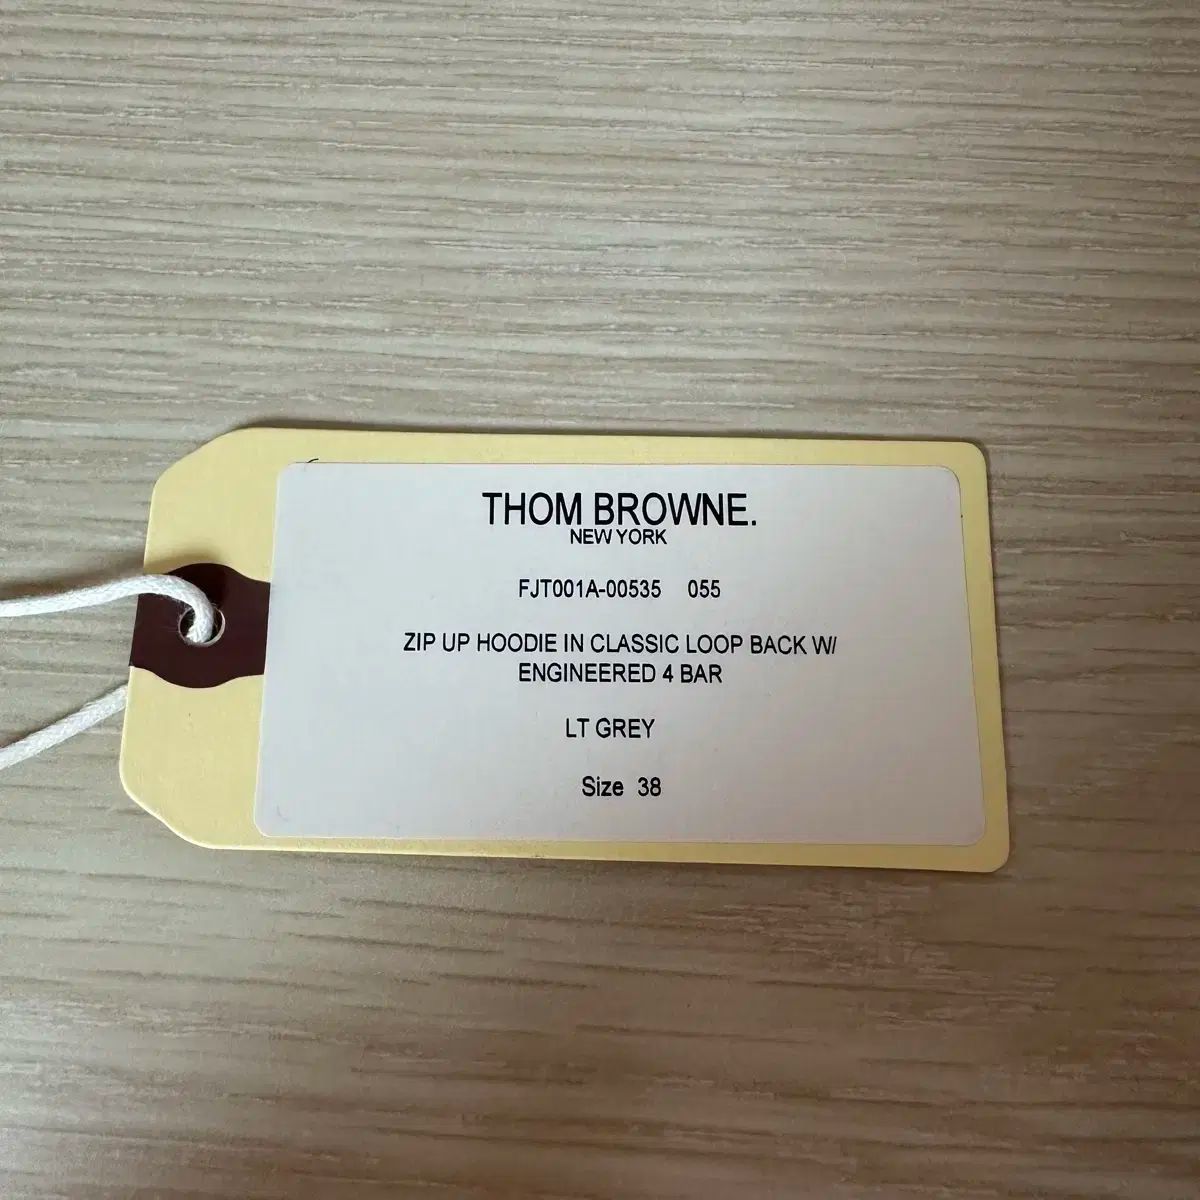 THOM BROWNE.
NEW YORK
FJT001A-00535 055
ZIP UP HOODIE IN CLASSIC LOOP BACK W/
ENGINEERED 4 BAR
LT GREY
Size 38